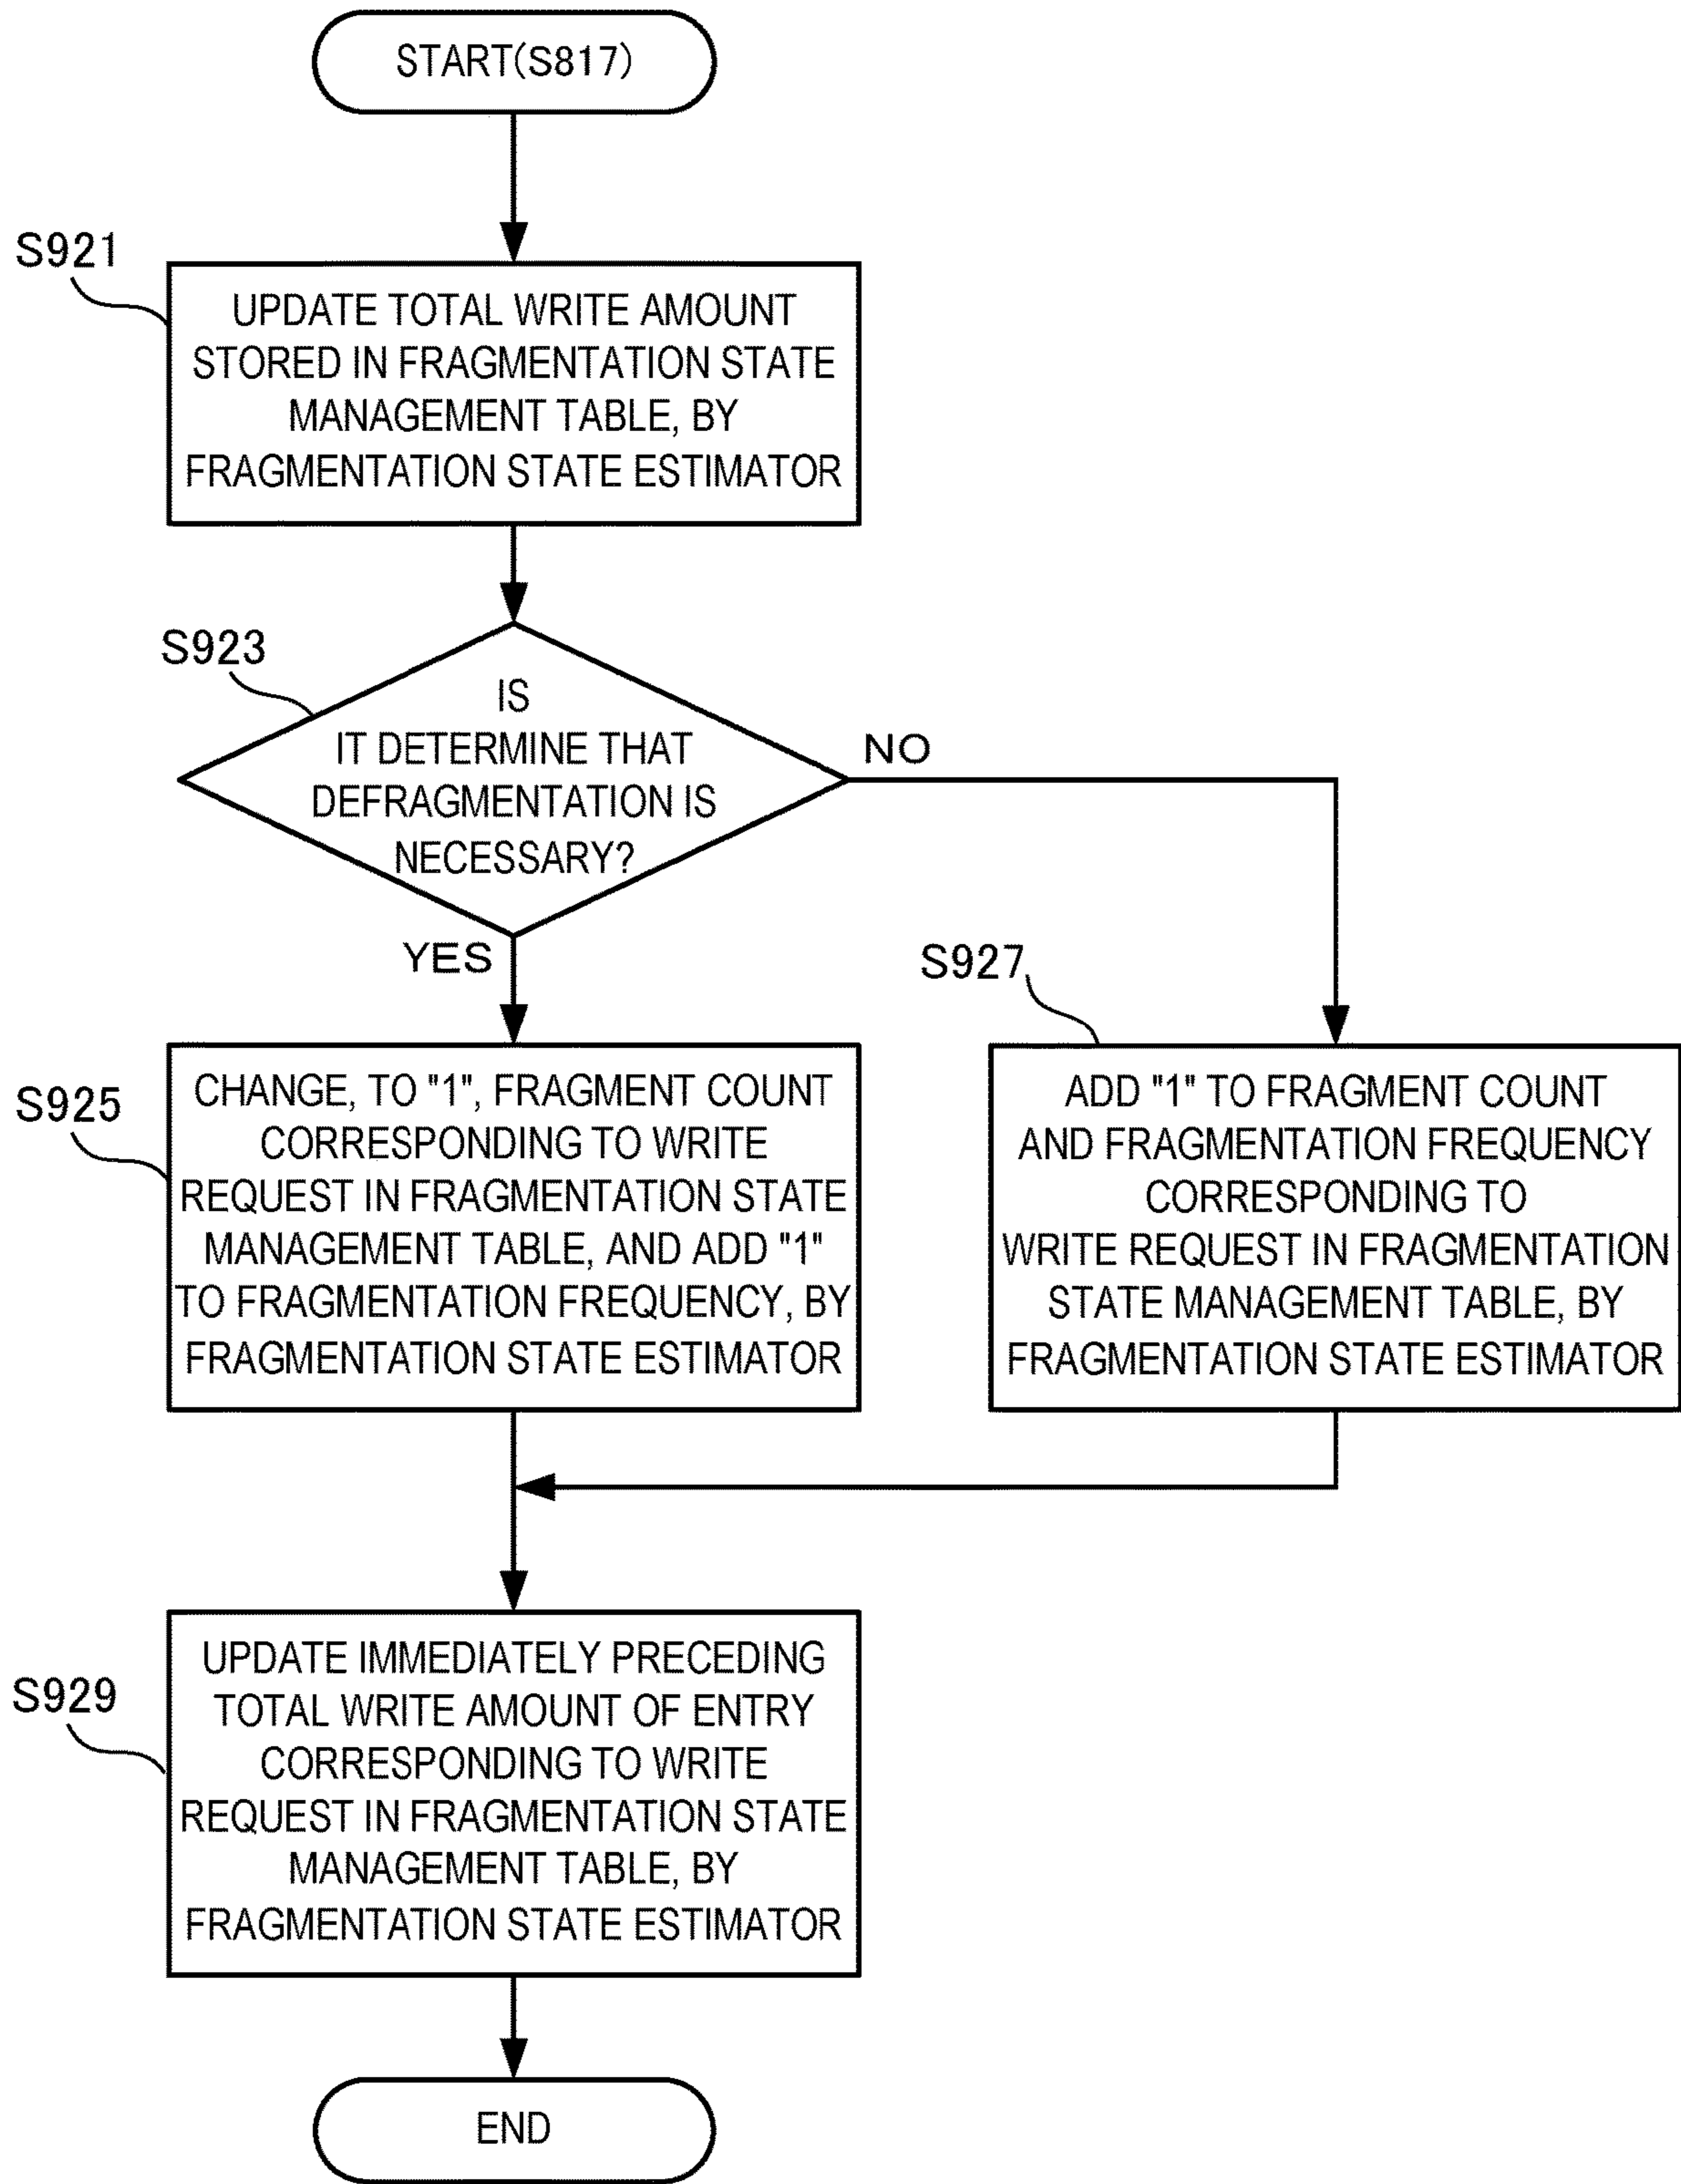 START(S817)
S921
UPDATE TOTAL WRITE AMOUNT
STORED IN FRAGMENTATION STATE
MANAGEMENT TABLE, BY
FRAGMENTATION STATE ESTIMATOR
S923
IS
IT DETERMINE THAT
DEFRAGMENTATION IS
NECESSARY?
NO
YES
S925
CHANGE, TO "1", FRAGMENT COUNT
CORRESPONDING TO WRITE
REQUEST IN FRAGMENTATION STATE
MANAGEMENT TABLE, AND ADD "1"
TO FRAGMENTATION FREQUENCY, BY
FRAGMENTATION STATE ESTIMATOR
S927
ADD "1" TO FRAGMENT COUNT
AND FRAGMENTATION FREQUENCY
CORRESPONDING TO
WRITE REQUEST IN FRAGMENTATION
STATE MANAGEMENT TABLE, BY
FRAGMENTATION STATE ESTIMATOR
S929
UPDATE IMMEDIATELY PRECEDING
TOTAL WRITE AMOUNT OF ENTRY
CORRESPONDING TO WRITE
REQUEST IN FRAGMENTATION STATE
MANAGEMENT TABLE, BY
FRAGMENTATION STATE ESTIMATOR
END